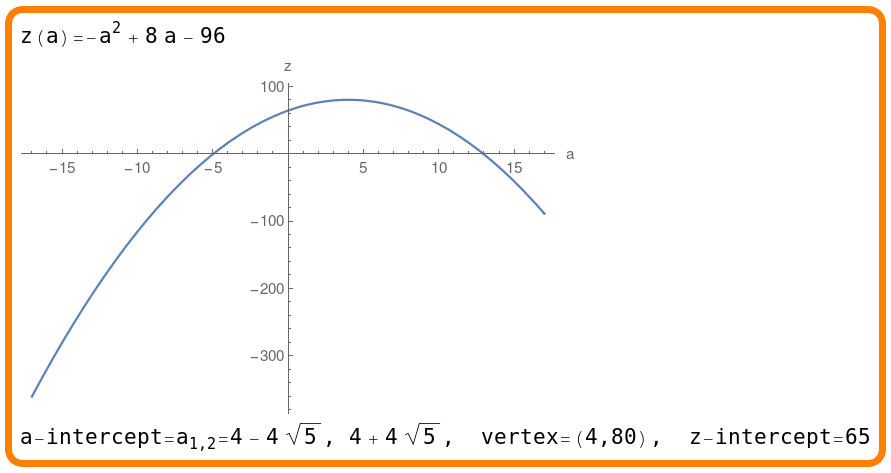 z(a)=-a² + 8 a - 96
z
100
-15 -10 -5 5 10 15 a
-100
-200
-300
a-intercept=a₁,₂=4 - 4 √5, 4 + 4 √5, vertex=(4,80), z-intercept=65